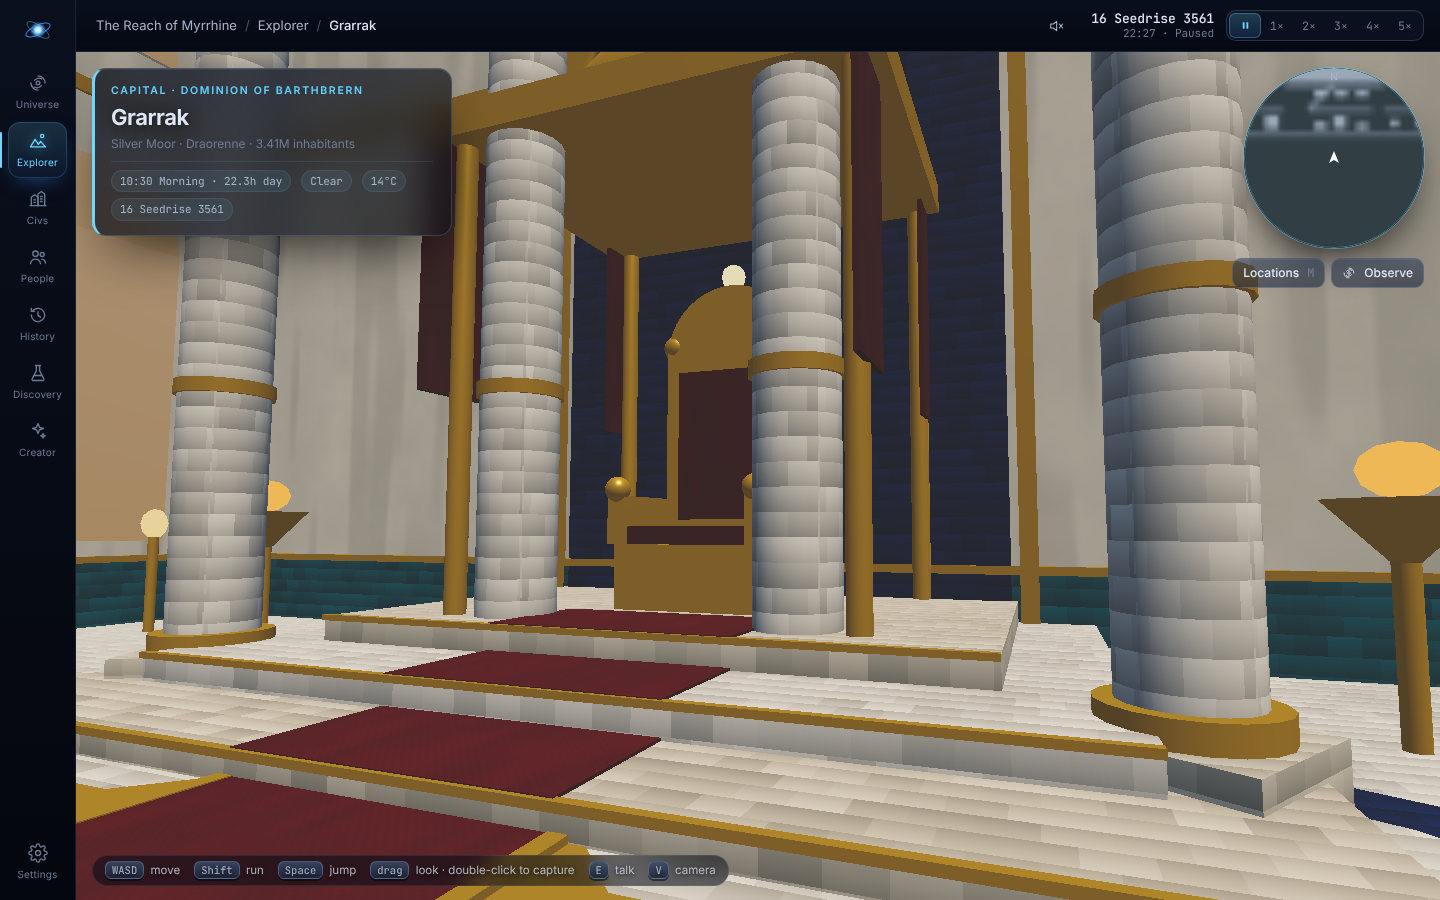 The Reach of Myrrhine / Explorer / Grarrak
16 Seedrise 3561
22:27 · Paused
1× 2× 3× 4× 5×
Universe
Explorer
Civs
People
History
Discovery
Creator
Settings
CAPITAL · DOMINION OF BARTHBRERN
Grarrak
Silver Moor · Draorenne · 3.41M inhabitants
10:30 Morning · 22.3h day Clear 14°C
16 Seedrise 3561
N
Locations M Observe
WASD move Shift run Space jump drag look · double-click to capture E talk V camera